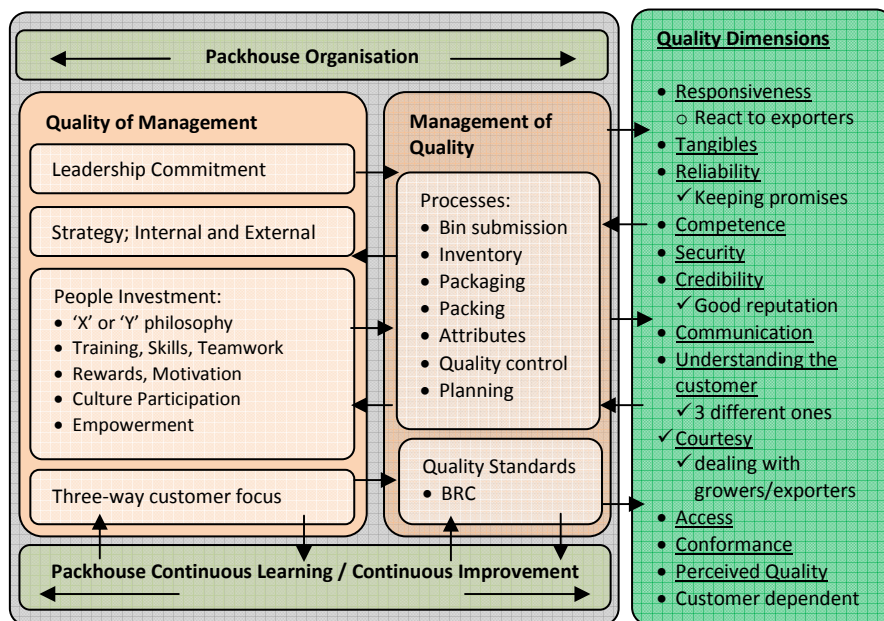 Packhouse Organisation
Quality of Management
Leadership Commitment
Strategy; Internal and External
People Investment:
• ‘X’ or ‘Y’ philosophy
• Training, Skills, Teamwork
• Rewards, Motivation
• Culture Participation
• Empowerment
Three-way customer focus
Management of
Quality
Processes:
• Bin submission
• Inventory
• Packaging
• Packing
• Attributes
• Quality control
• Planning
Quality Standards
• BRC
Packhouse Continuous Learning / Continuous Improvement
Quality Dimensions
• Responsiveness
o React to exporters
• Tangibles
• Reliability
✓ Keeping promises
• Competence
• Security
• Credibility
✓ Good reputation
• Communication
• Understanding the
customer
✓ 3 different ones
✓ Courtesy
✓ dealing with
growers/exporters
• Access
• Conformance
• Perceived Quality
• Customer dependent